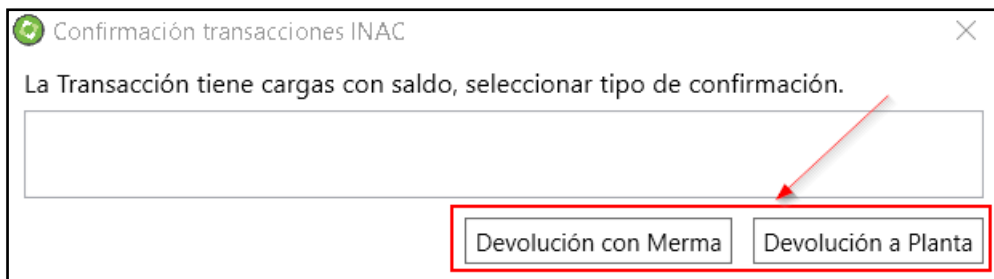 Confirmación transacciones INAC
La Transacción tiene cargas con saldo, seleccionar tipo de confirmación.
Devolución con Merma
Devolución a Planta